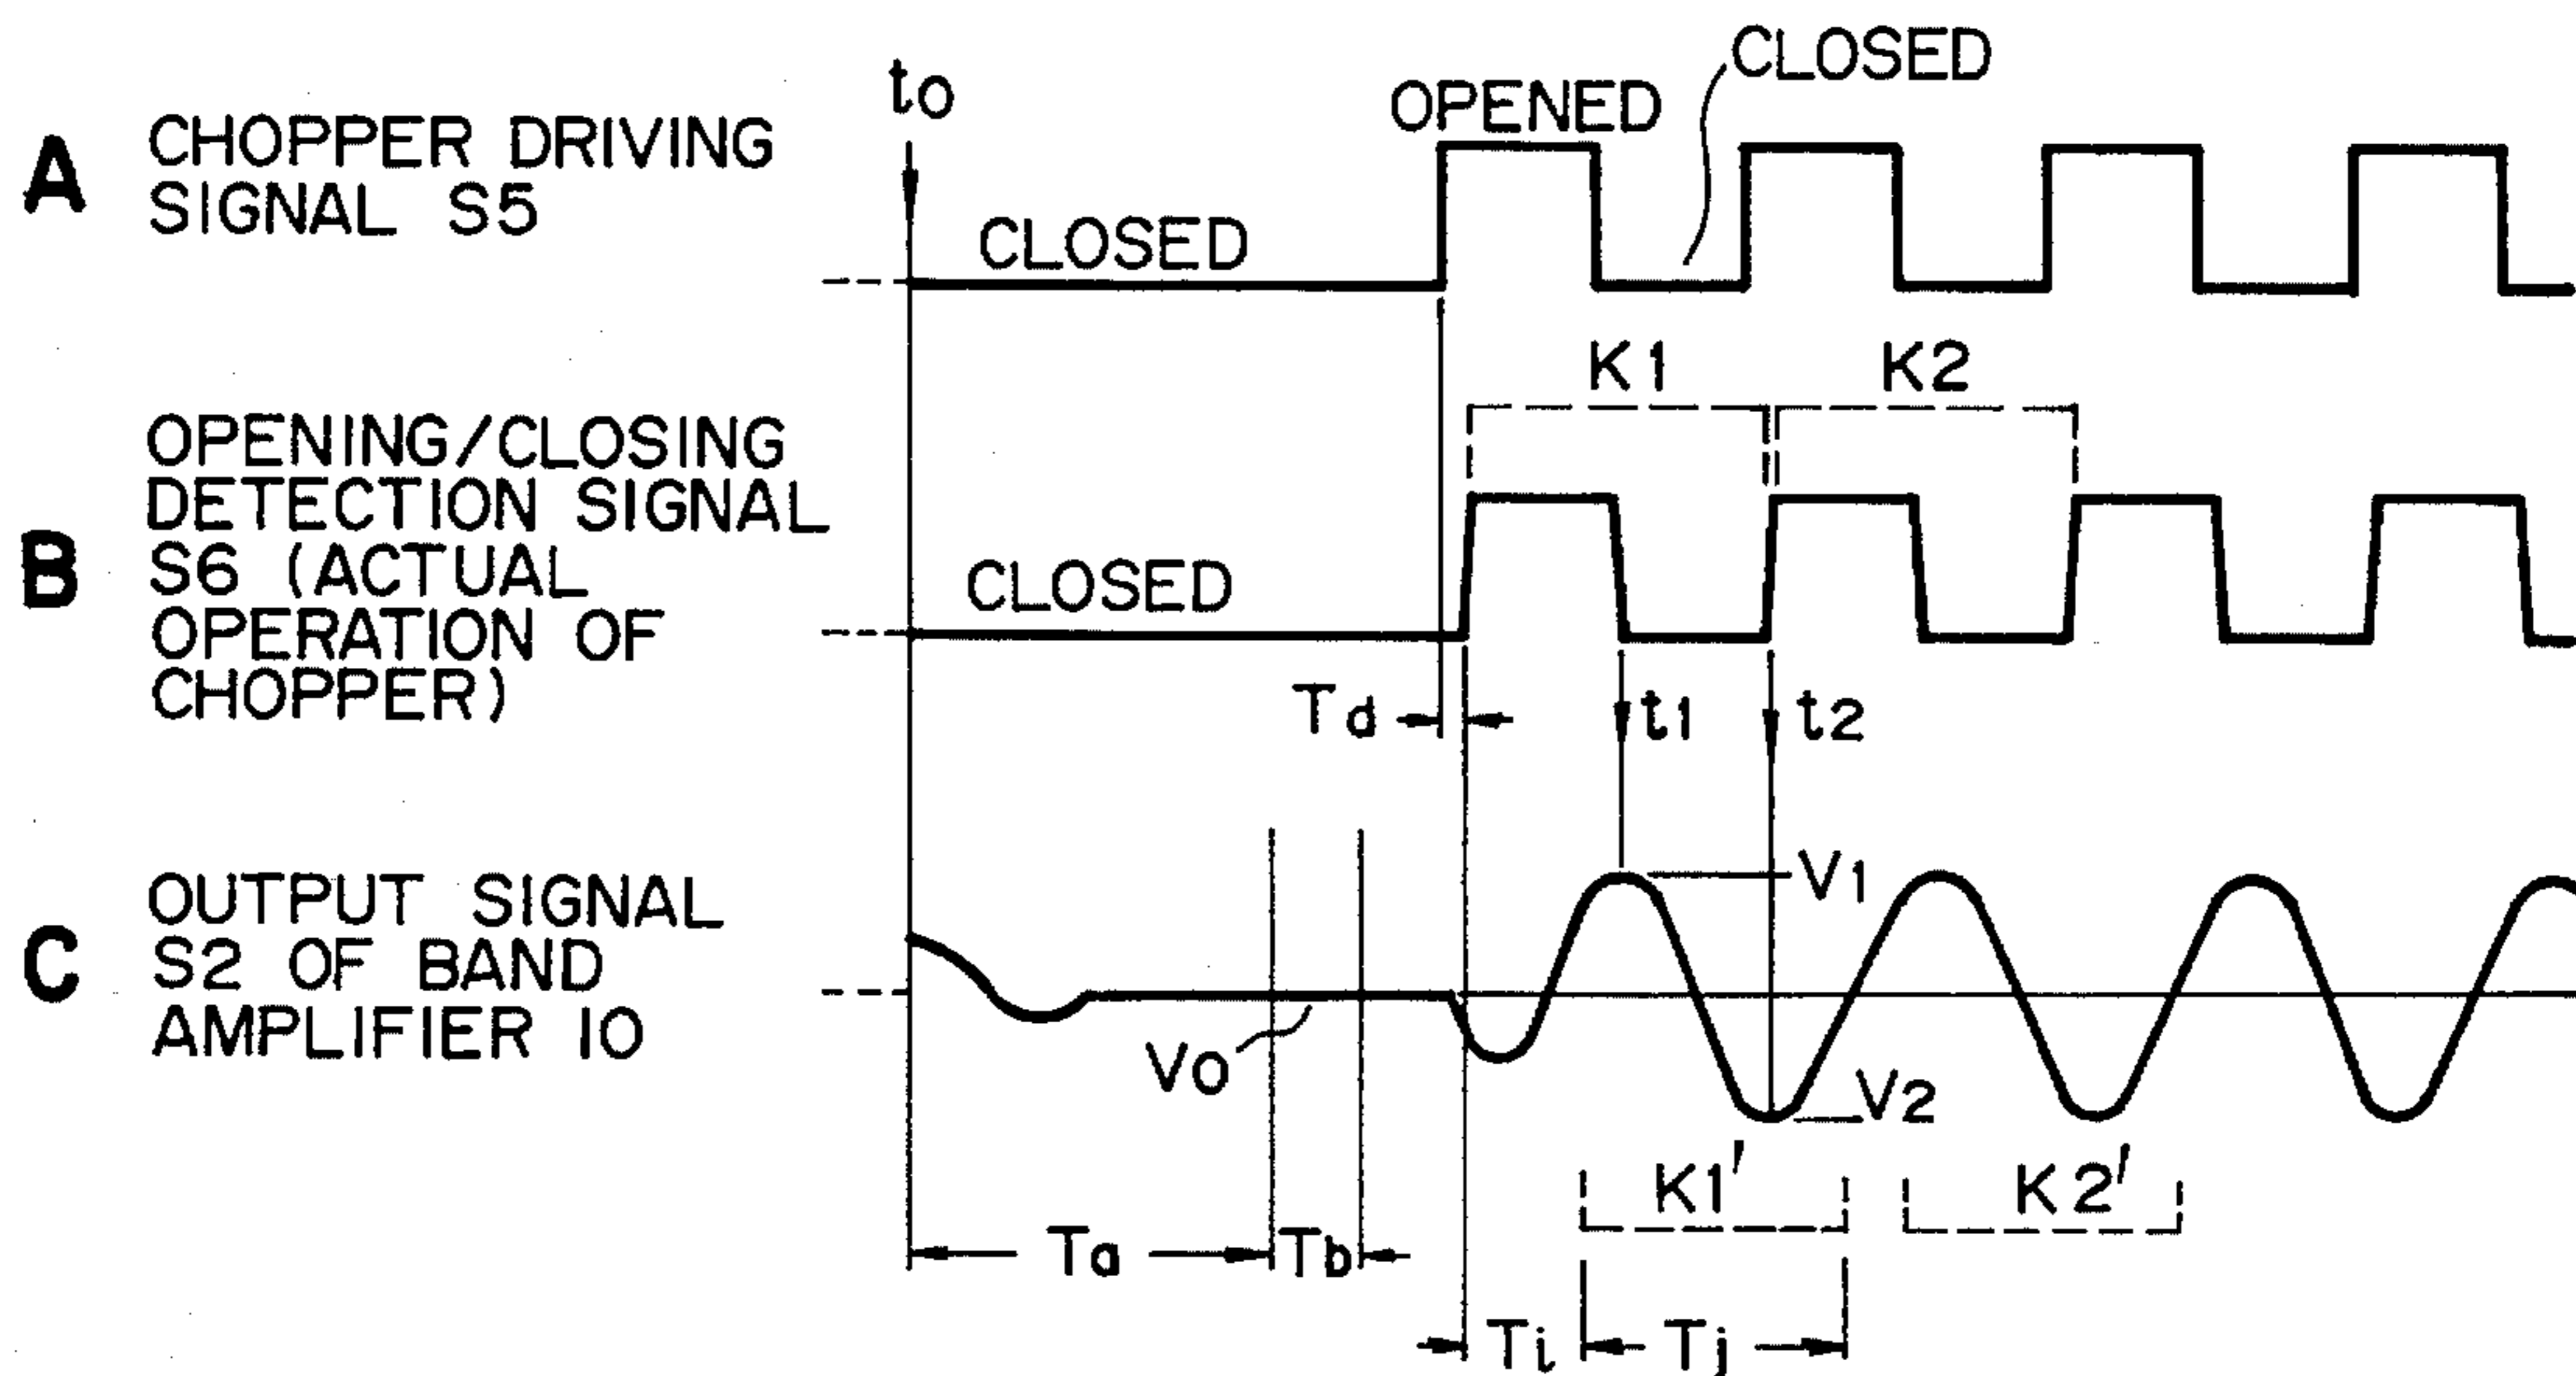 A
CHOPPER DRIVING
SIGNAL S5
to
CLOSED
OPENED
CLOSED
B
OPENING/CLOSING
DETECTION SIGNAL
S6 (ACTUAL
OPERATION OF
CHOPPER)
CLOSED
K1
K2
Td
t1
t2
C
OUTPUT SIGNAL
S2 OF BAND
AMPLIFIER 10
Vo
V1
V2
K1'
K2'
Ta
Tb
Ti
Tj